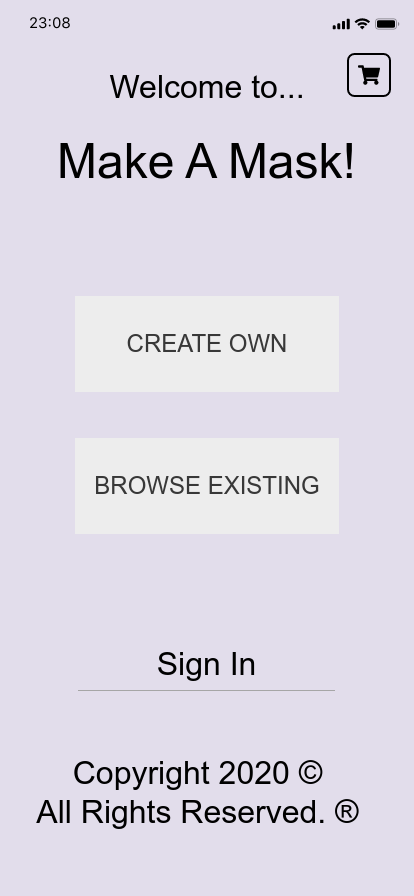 23:08
Welcome to...
Make A Mask!
CREATE OWN
BROWSE EXISTING
Sign In
Copyright 2020 ©
All Rights Reserved. ®